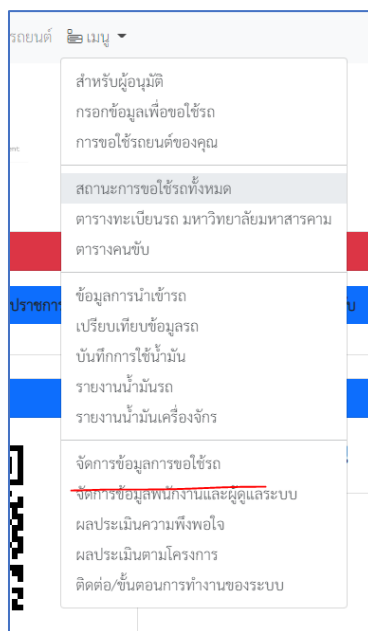 รถยนต์ เมนู
สำหรับผู้อนุมัติ
กรอกข้อมูลเพื่อขอใช้รถ
การขอใช้รถยนต์ของคุณ
สถานะการขอใช้รถทั้งหมด
ตารางทะเบียนรถ มหาวิทยาลัยมหาสารคาม
ตารางคนขับ
ปราชการ
ข้อมูลการนำเข้ารถ
เปรียบเทียบข้อมูลรถ
บันทึกการใช้น้ำมัน
รายงานน้ำมันรถ
รายงานน้ำมันเครื่องจักร
จัดการข้อมูลการขอใช้รถ
จัดการข้อมูลพนักงานและผู้ดูแลระบบ
ผลประเมินความพึงพอใจ
ผลประเมินตามโครงการ
ติดต่อ/ขั้นตอนการทำงานของระบบ